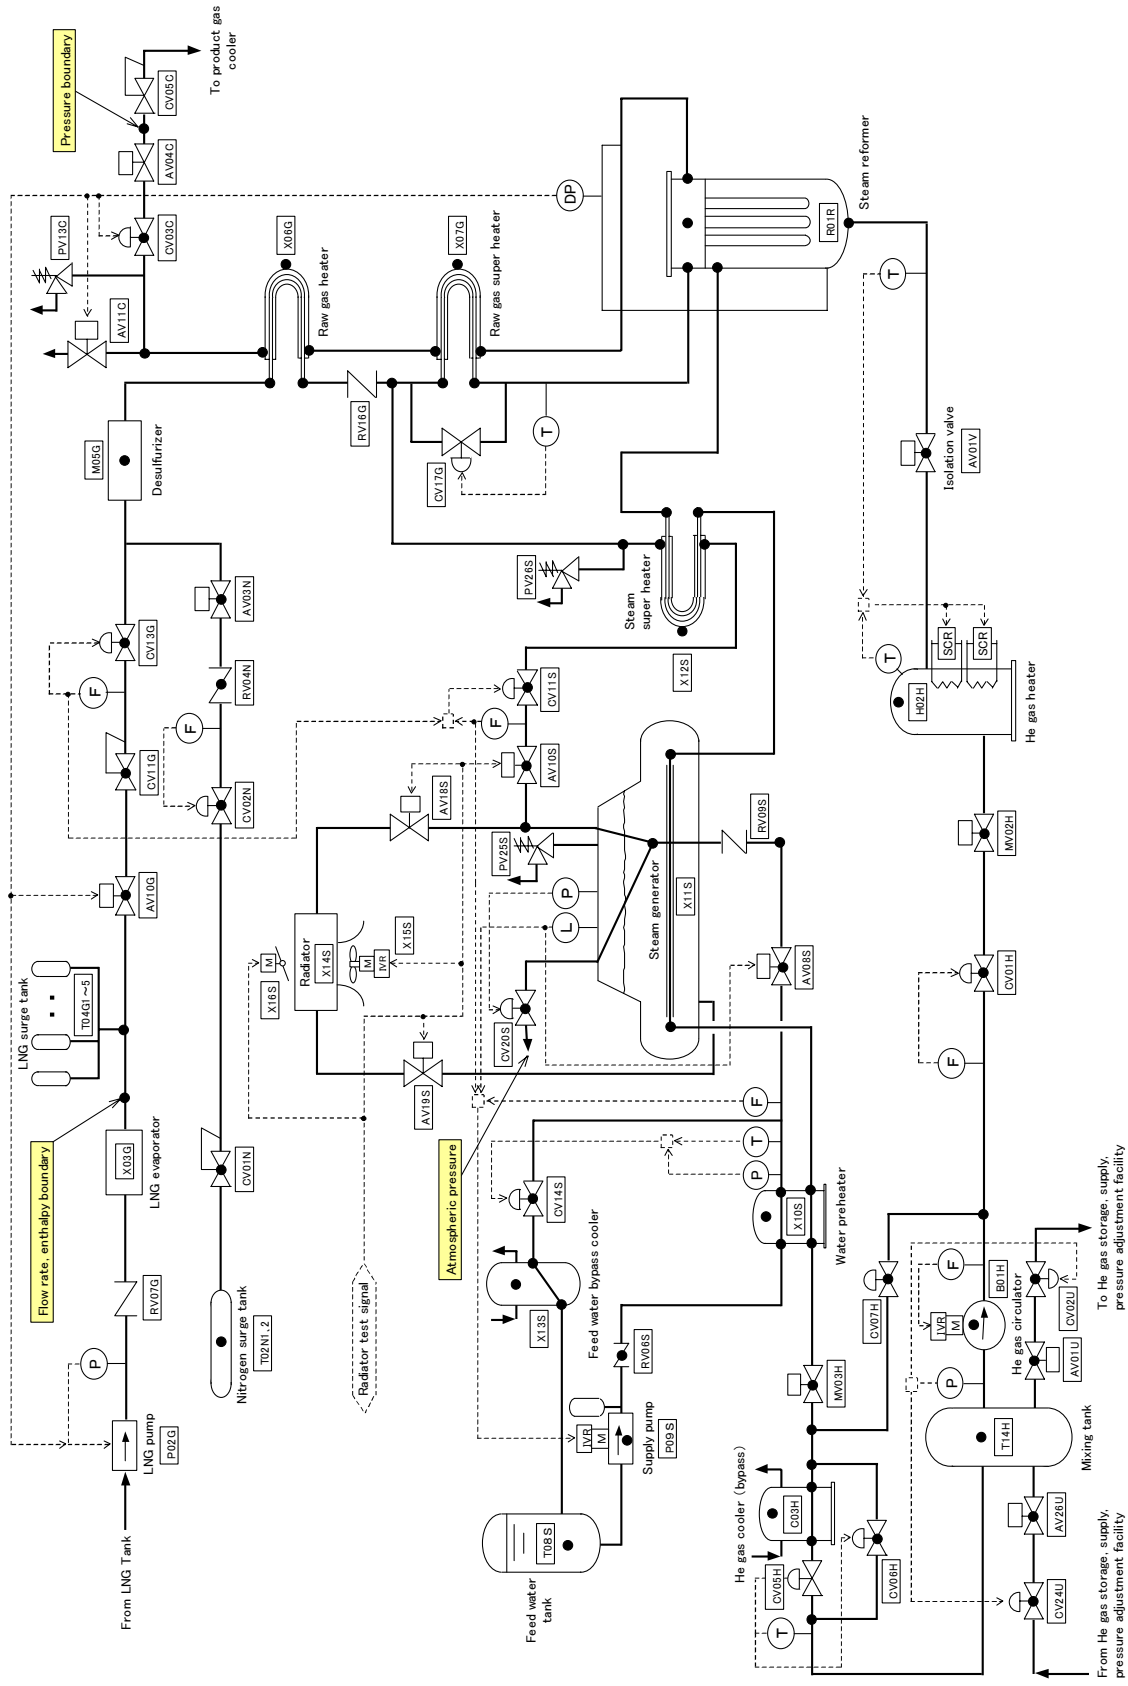 From LNG Tank
LNG pump
P02G
P
RV07G
X03G
LNG evaporator
Flow rate, enthalpy boundary
LNG surge tank
T04G1~5
AV10G
CV11G
F
CV13G
M05G
Desulfurizer
Nitrogen surge tank
T02N1,2
CV01N
CV02N
F
RV04N
AV03N
AV11C
PV13C
CV03C
AV04C
Pressure boundary
CV05C
To product gas
cooler
X06G
Raw gas heater
RV16G
X07G
Raw gas super heater
CV17G
T
DP
R01R
Steam reformer
Radiator test signal
M
X16S
Radiator
X14S
M
IVR
X15S
AV18S
AV19S
PV25S
P
L
CV20S
Atmospheric pressure
AV10S
F
CV11S
PV26S
Steam
super heater
X12S
Steam generator
X11S
RV09S
AV08S
F
T
P
CV14S
X13S
Feed water bypass cooler
Feed water
tank
T08S
IVR
M
P09S
Supply pump
RV06S
X10S
Water preheater
MV03H
CV07H
He gas cooler (bypass)
C03H
CV05H
CV06H
T
T14H
Mixing tank
P
IVR
M
F
B01H
He gas circulator
AV01U
CV02U
To He gas storage, supply,
pressure adjustment facility
AV26U
CV24U
From He gas storage, supply,
pressure adjustment facility
F
CV01H
MV02H
H02H
He gas heater
T
SCR
SCR
Isolation valve
AV01V
T